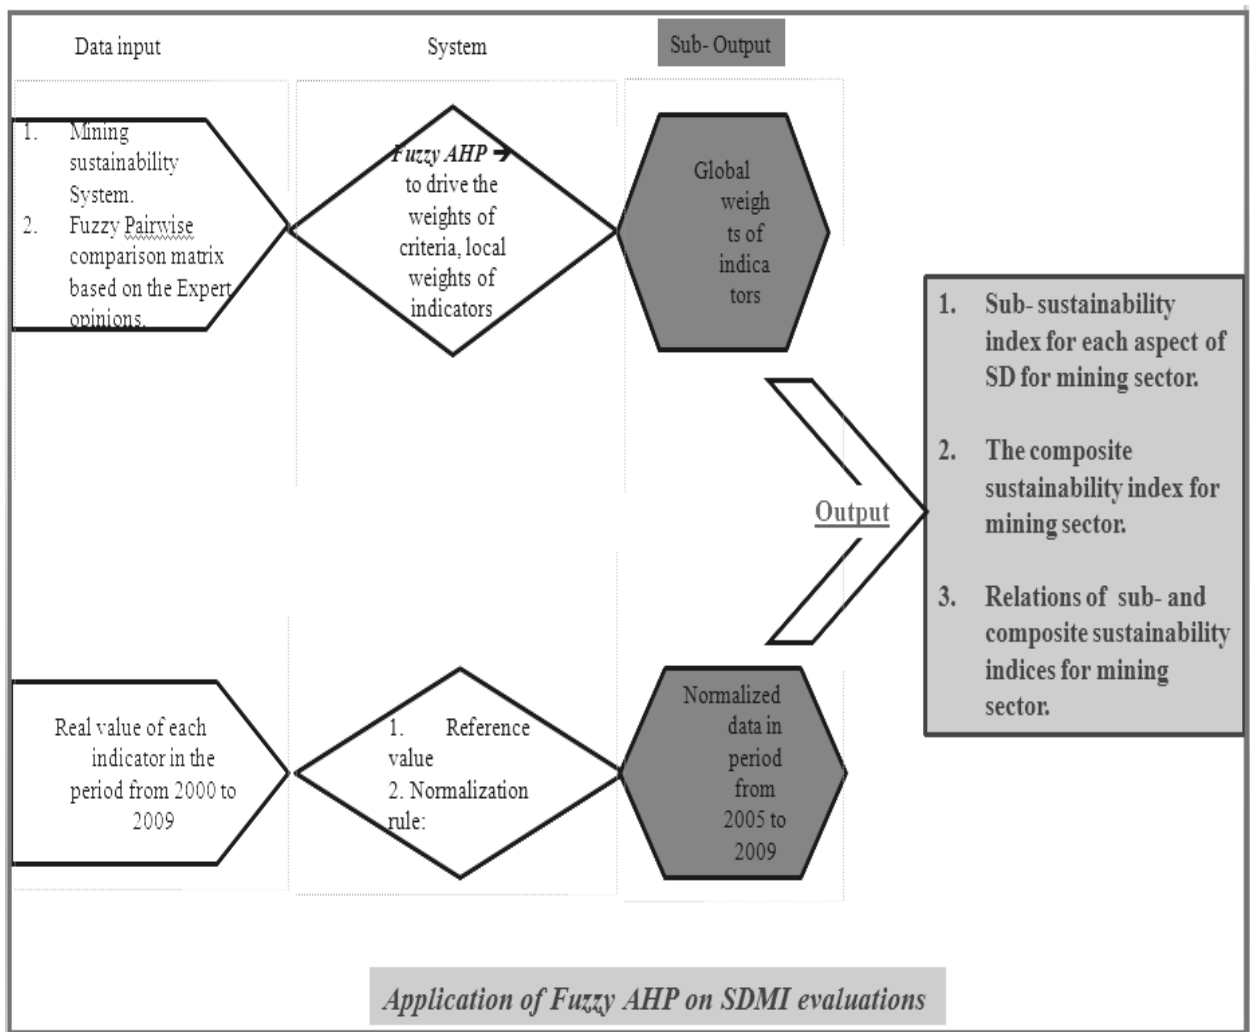 Data input
System
Sub- Output
1. Mining
sustainability
System.
2. Fuzzy Pairwise
comparison matrix
based on the Expert
opinions.
Fuzzy AHP ➔
to drive the
weights of
criteria, local
weights of
indicators
Global
weigh
ts of
indica
tors
Output
1. Sub- sustainability
index for each aspect of
SD for mining sector.
2. The composite
sustainability index for
mining sector.
3. Relations of sub- and
composite sustainability
indices for mining
sector.
Real value of each
indicator in the
period from 2000 to
2009
1. Reference
value
2. Normalization
rule:
Normalized
data in
period
from
2005 to
2009
Application of Fuzzy AHP on SDMI evaluations